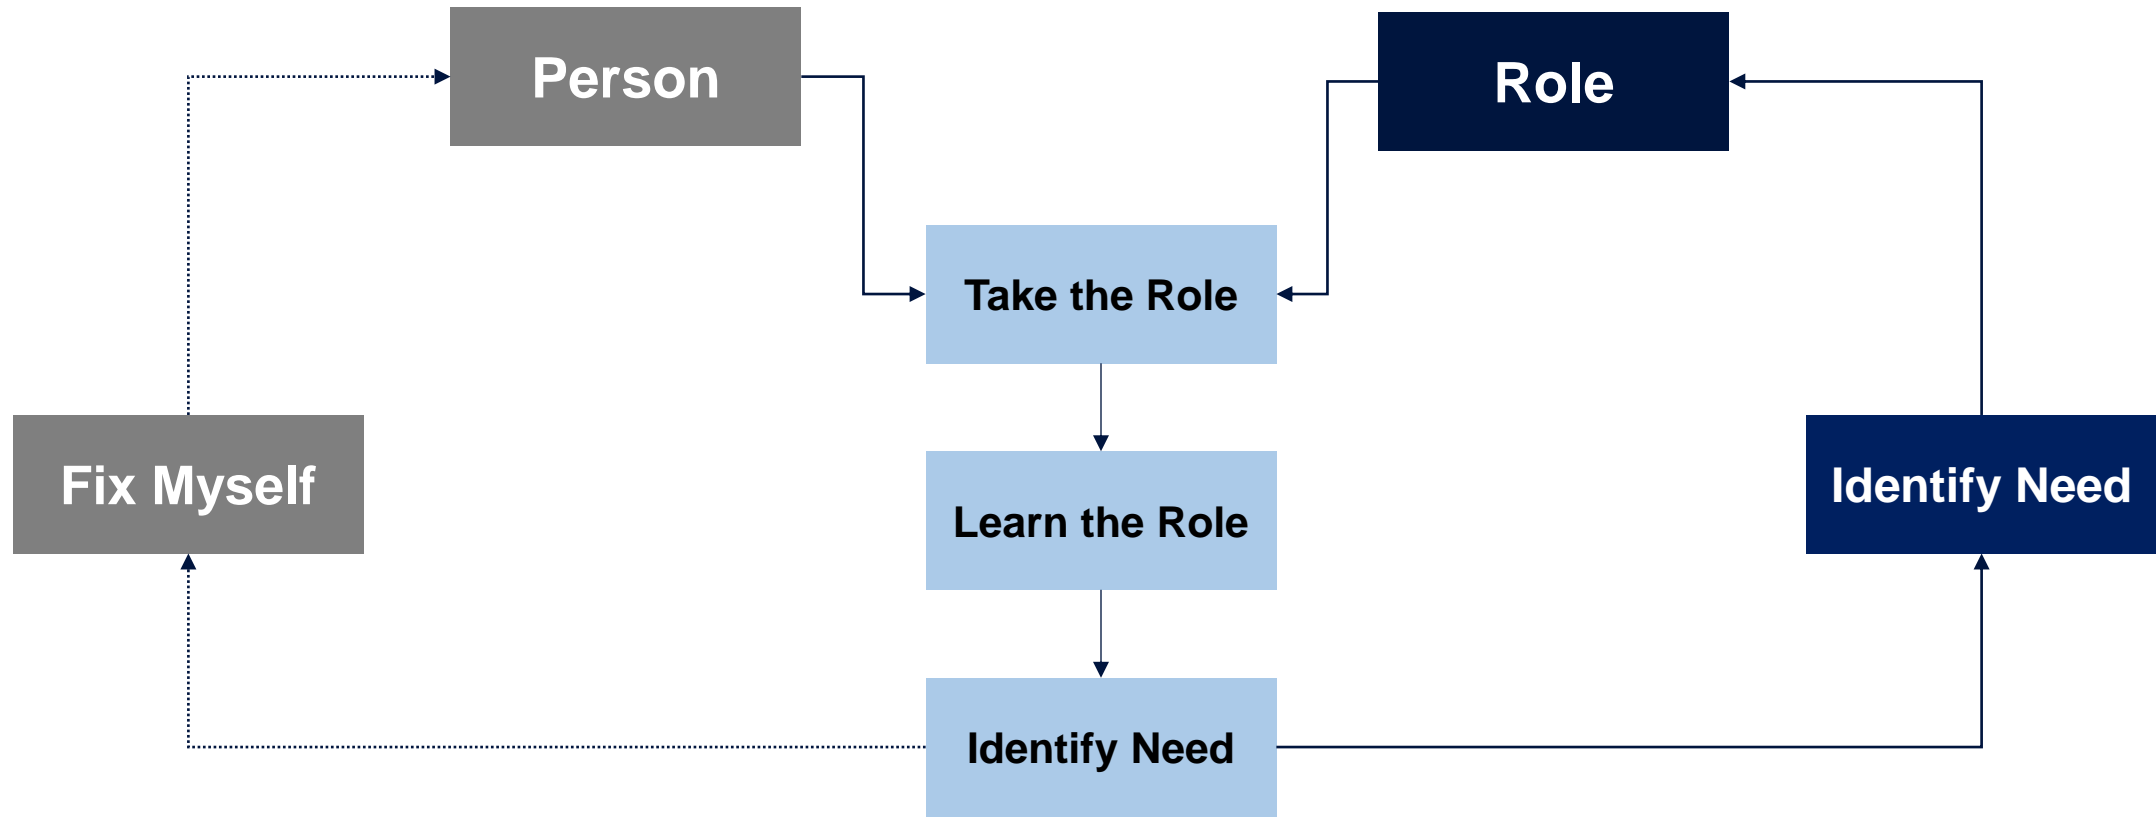 Person
Role
Take the Role
Fix Myself
Identify Need
Learn the Role
Identify Need